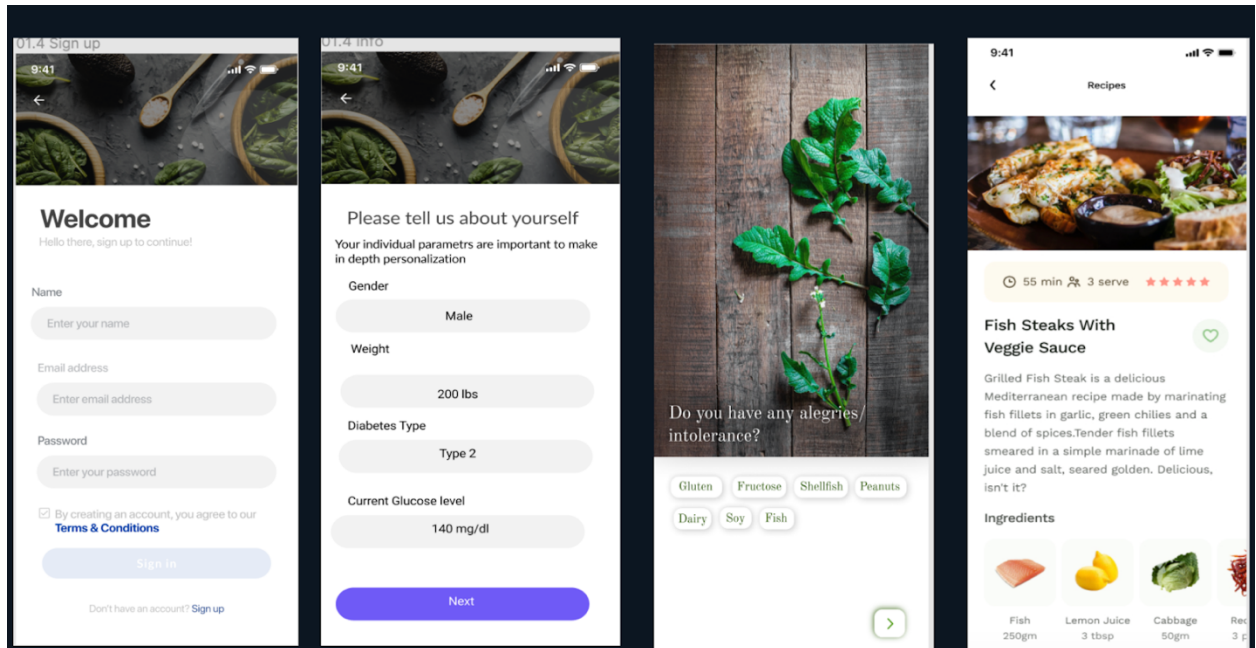 01.4 Sign up
9:41
Welcome
Hello there, sign up to continue!
Name
Enter your name
Email address
Enter email address
Password
Enter your password
By creating an account, you agree to our
Terms & Conditions
Sign in
Don't have an account? Sign up
01.4 Info
9:41
Please tell us about yourself
Your individual parametrs are important to make
in depth personalization
Gender
Male
Weight
200 lbs
Diabetes Type
Type 2
Current Glucose level
140 mg/dl
Next
Do you have any alegries/
intolerance?
Gluten Fructose Shellfish Peanuts
Dairy Soy Fish
9:41
Recipes
55 min 3 serve
Fish Steaks With
Veggie Sauce
Grilled Fish Steak is a delicious
Mediterranean recipe made by marinating
fish fillets in garlic, green chilies and a
blend of spices.Tender fish fillets
smeared in a simple marinade of lime
juice and salt, seared golden. Delicious,
isn't it?
Ingredients
Fish Lemon Juice Cabbage
250gm 3 tbsp 50gm 3